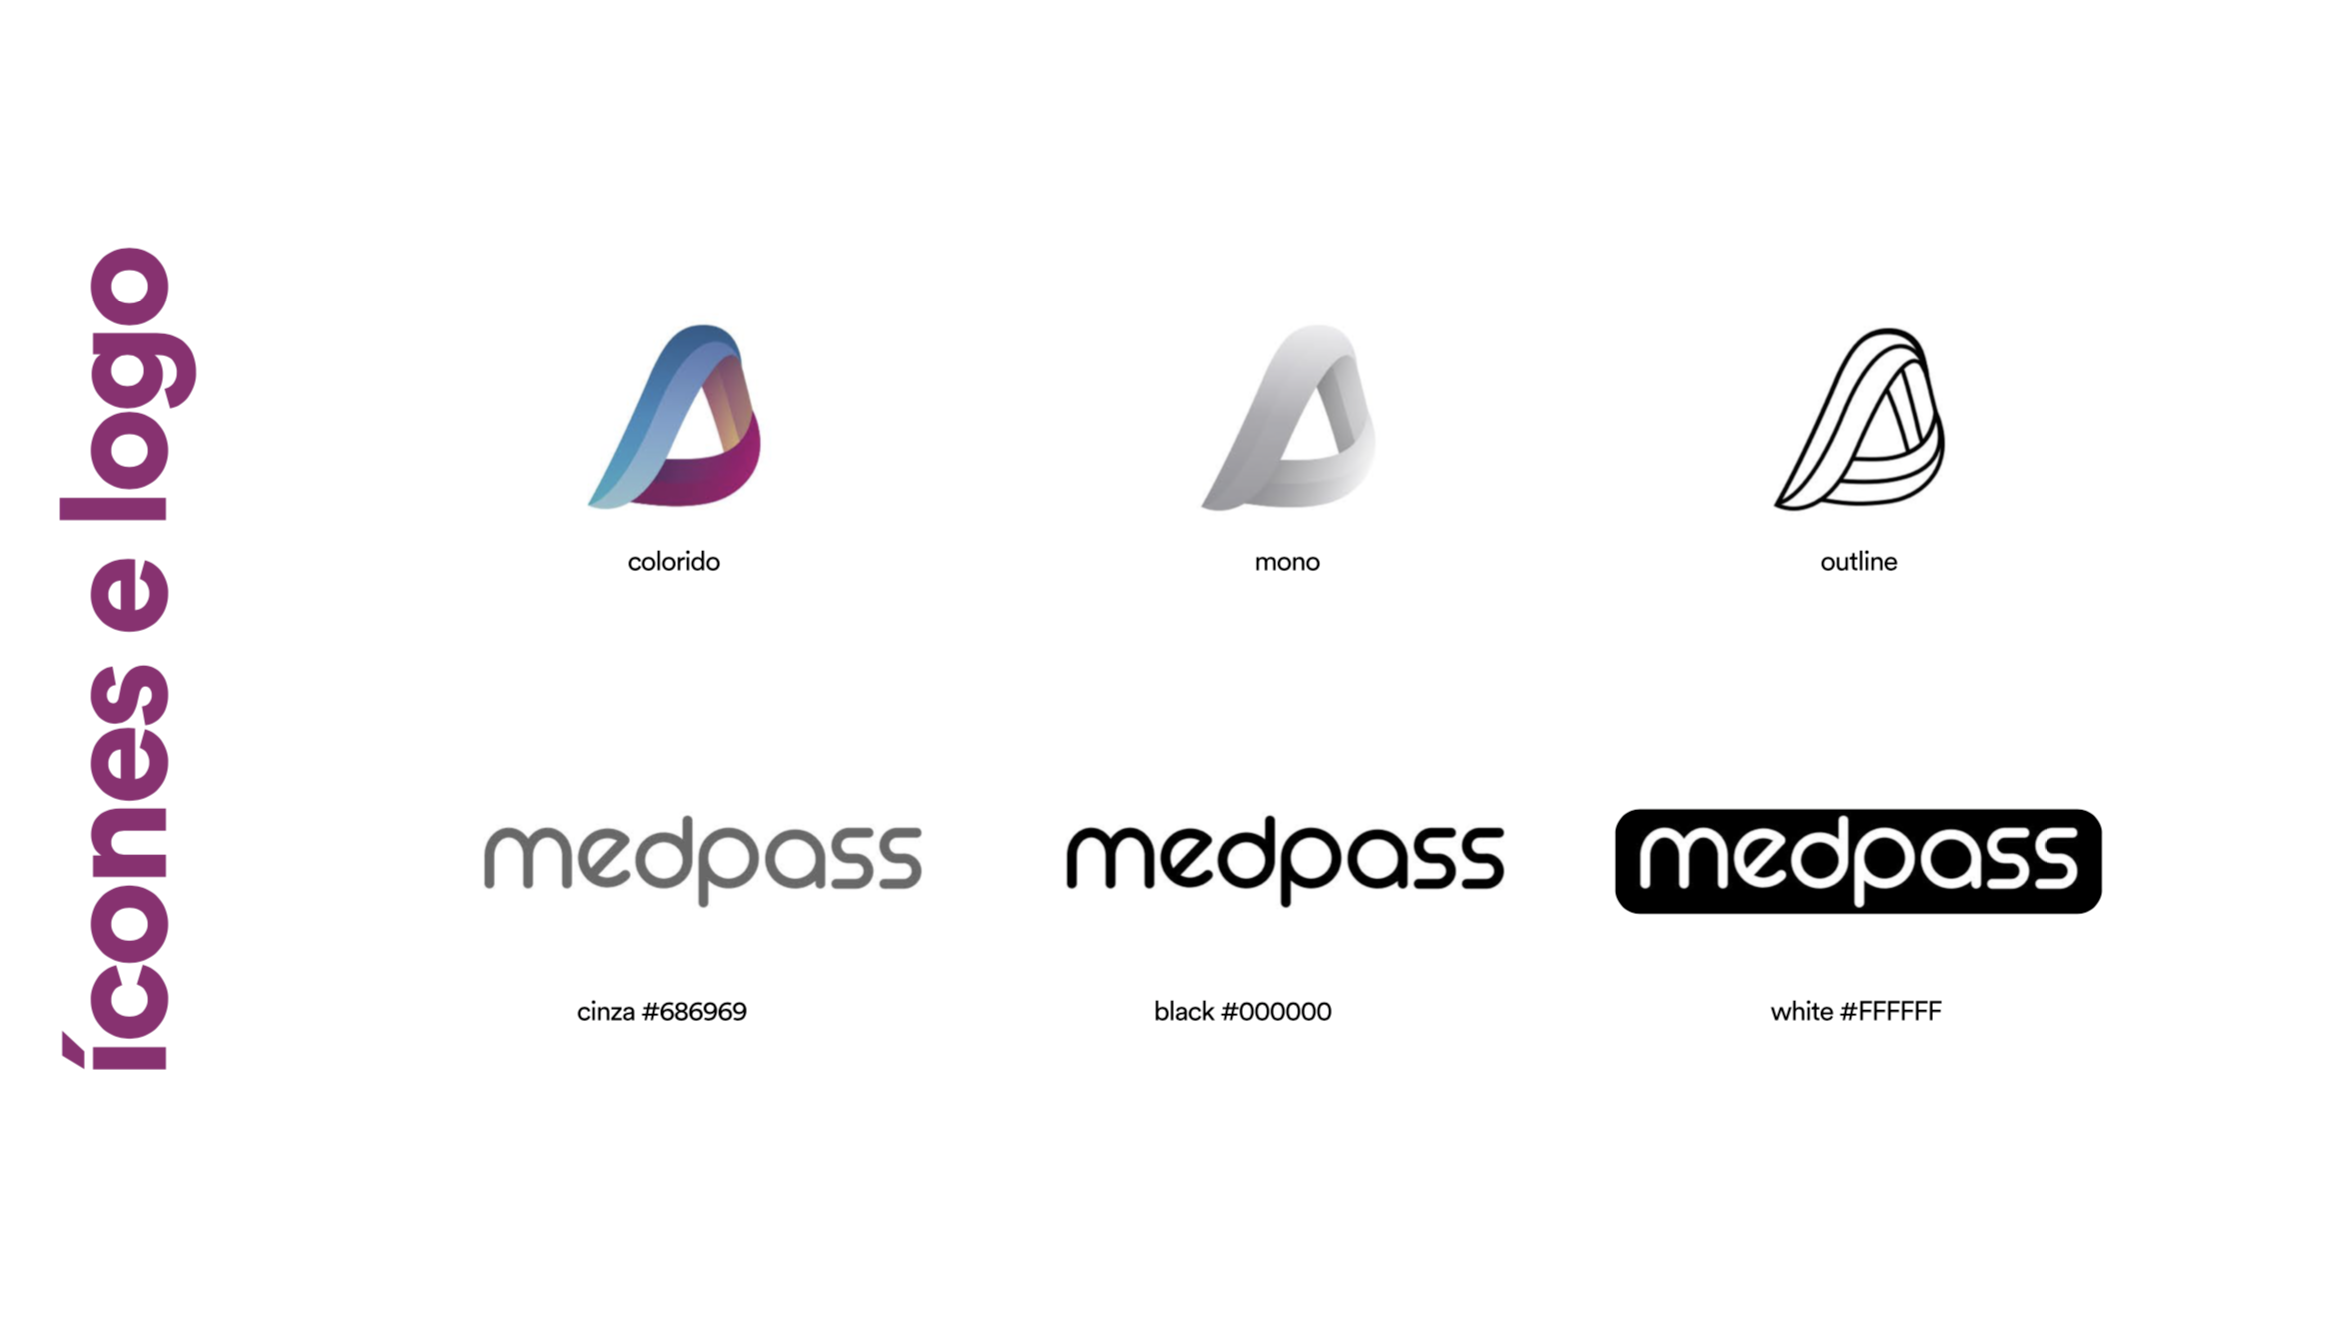 ícones e logo
colorido
mono
outline
medpass
medpass
medpass
cinza #686969
black #000000
white #FFFFFF